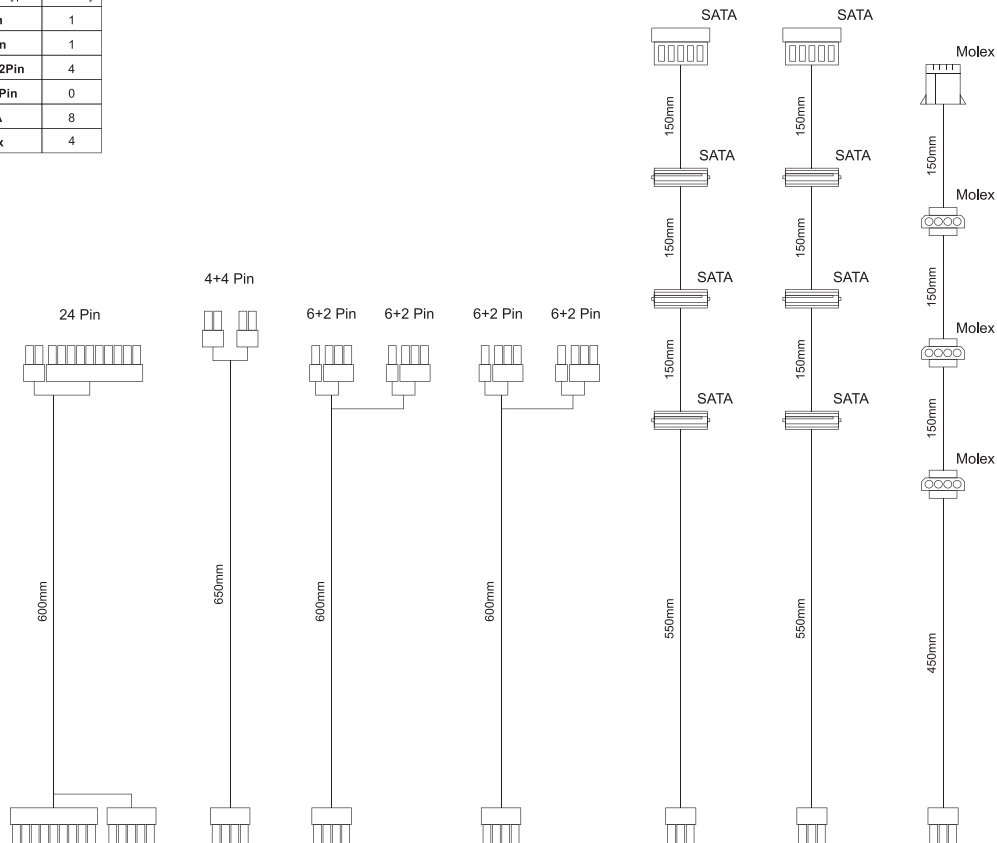 1
1
2Pin 4
Pin 0
8
4
SATA SATA
Molex
150mm 150mm
150mm
SATA SATA
Molex
150mm 150mm
150mm
4+4 Pin
SATA SATA
24 Pin
6+2 Pin 6+2 Pin 6+2 Pin 6+2 Pin
Molex
150mm 150mm
150mm
SATA SATA
Molex
600mm
650mm
600mm
600mm
550mm
550mm
450mm